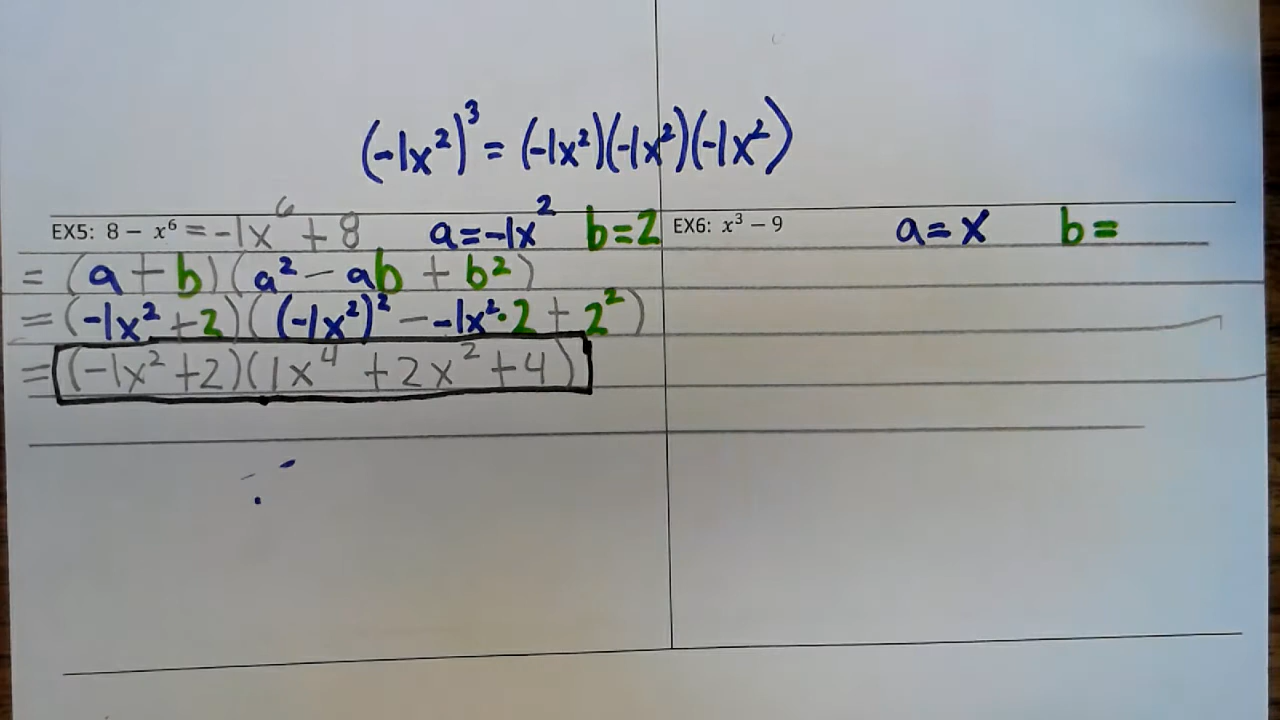 (-1x²)³ = (-1x²)(-1x²)(-1x²)
EX5: 8 − x⁶ = -1x⁶ + 8 a = -1x² b = 2
= (a + b)(a² − ab + b²)
= (-1x² + 2)((-1x²)² − -1x²·2 + 2²)
= (-1x² + 2)(1x⁴ + 2x² + 4)
EX6: x³ − 9 a = x b =